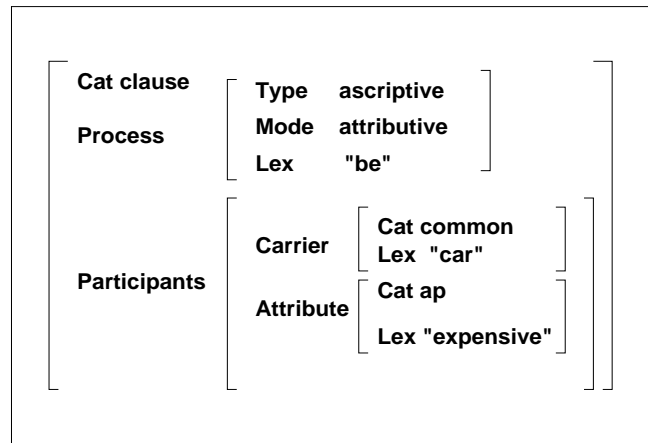 Cat clause
Type ascriptive
Process
Mode attributive
Lex "be"
Participants
Carrier
Cat common
Lex "car"
Attribute
Cat ap
Lex "expensive"